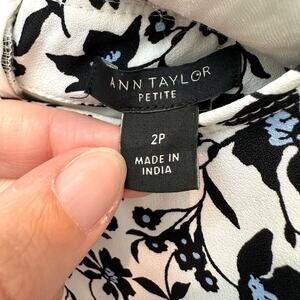 ANN TAYLOR
PETITE
2P
MADE IN
INDIA